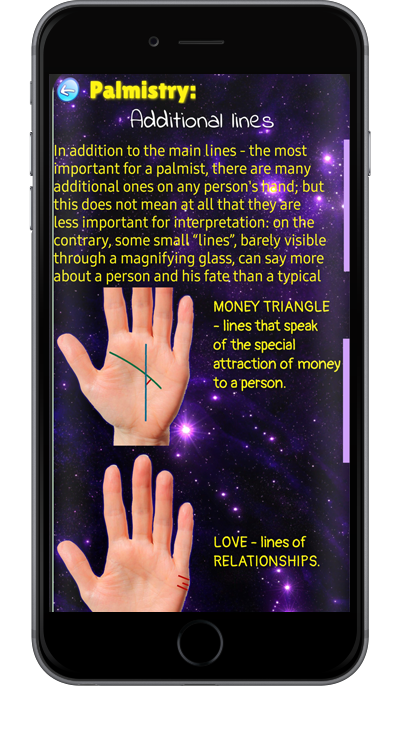 Palmistry:
Additional lines
In addition to the main lines - the most
important for a palmist, there are many
additional ones on any person's hand; but
this does not mean at all that they are
less important for interpretation: on the
contrary, some small "lines", barely visible
through a magnifying glass, can say more
about a person and his fate than a typical
MONEY TRIANGLE
- lines that speak
of the special
attraction of money
to a person.
LOVE - lines of
RELATIONSHIPS.